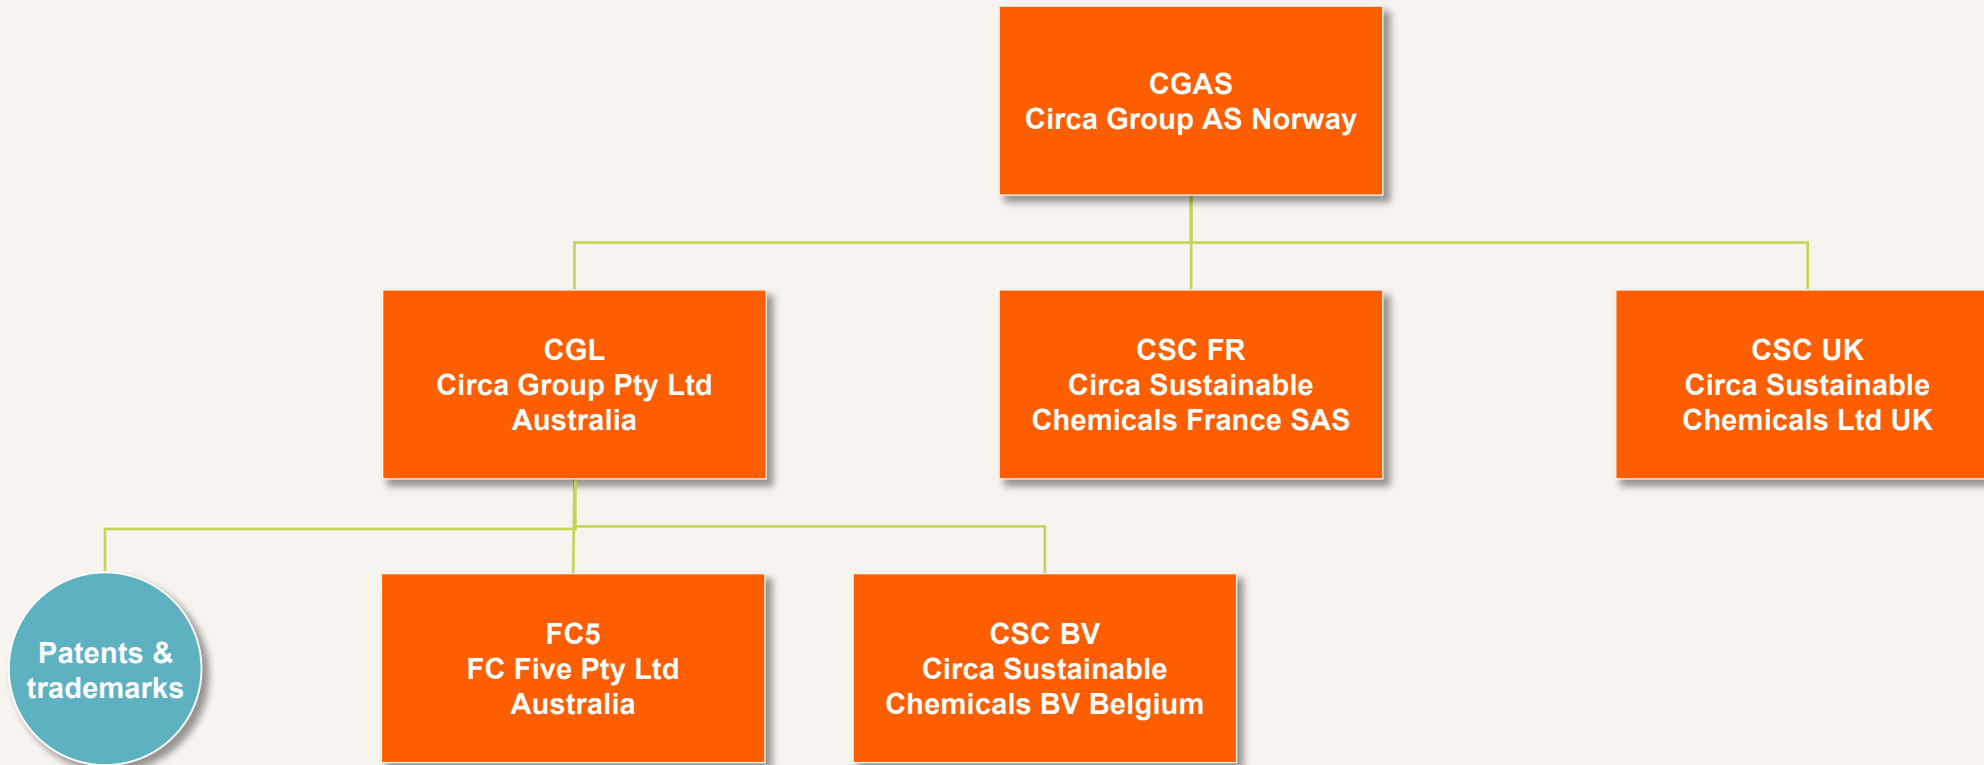 CGAS
Circa Group AS Norway
CGL
Circa Group Pty Ltd
Australia
CSC FR
Circa Sustainable
Chemicals France SAS
CSC UK
Circa Sustainable
Chemicals Ltd UK
Patents &
trademarks
FC5
FC Five Pty Ltd
Australia
CSC BV
Circa Sustainable
Chemicals BV Belgium